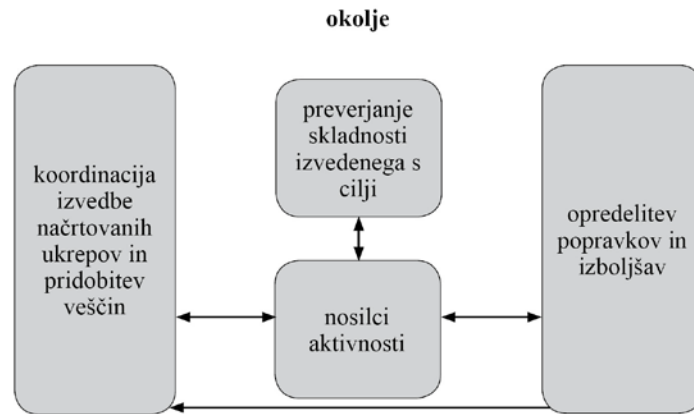 okolje
koordinacija
izvedbe
načrtovanih
ukrepov in
pridobitev
veščin
preverjanje
skladnosti
izvedenega s
cilji
nosilci
aktivnosti
opredelitev
popravkov in
izboljšav